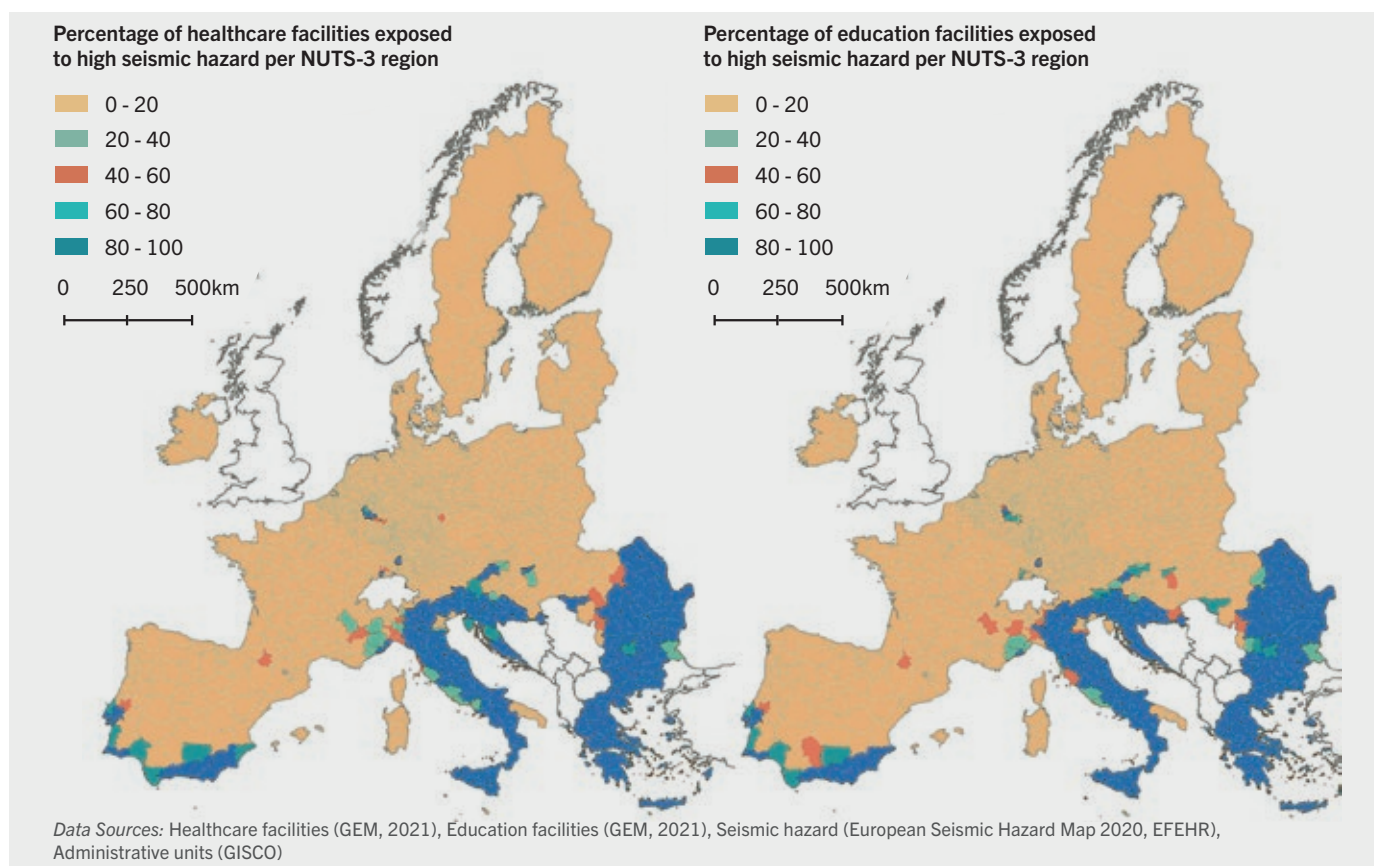 Percentage of healthcare facilities exposed
to high seismic hazard per NUTS-3 region
0 - 20
20 - 40
40 - 60
60 - 80
80 - 100
0 250 500km
Percentage of education facilities exposed
to high seismic hazard per NUTS-3 region
0 - 20
20 - 40
40 - 60
60 - 80
80 - 100
0 250 500km
Data Sources: Healthcare facilities (GEM, 2021), Education facilities (GEM, 2021), Seismic hazard (European Seismic Hazard Map 2020, EFEHR),
Administrative units (GISCO)